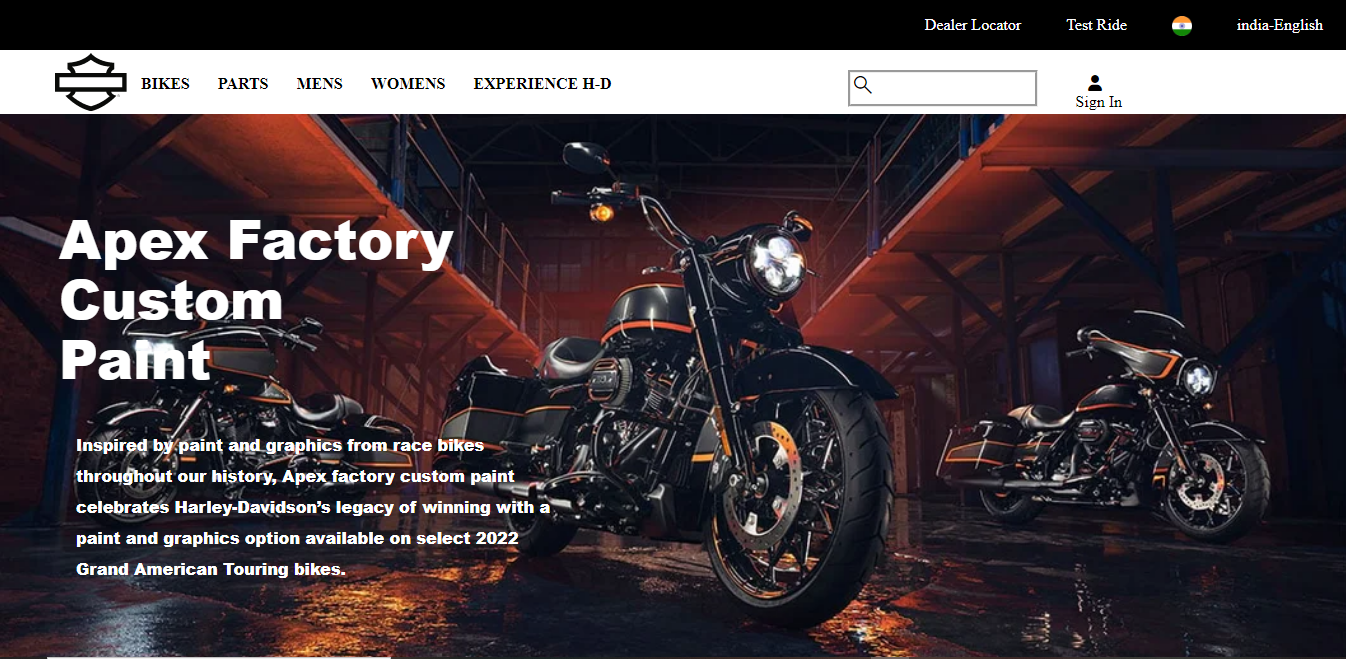 Dealer Locator Test Ride india-English
BIKES PARTS MENS WOMENS EXPERIENCE H-D
Sign In
Apex Factory
Custom
Paint
Inspired by paint and graphics from race bikes
throughout our history, Apex factory custom paint
celebrates Harley-Davidson’s legacy of winning with a
paint and graphics option available on select 2022
Grand American Touring bikes.